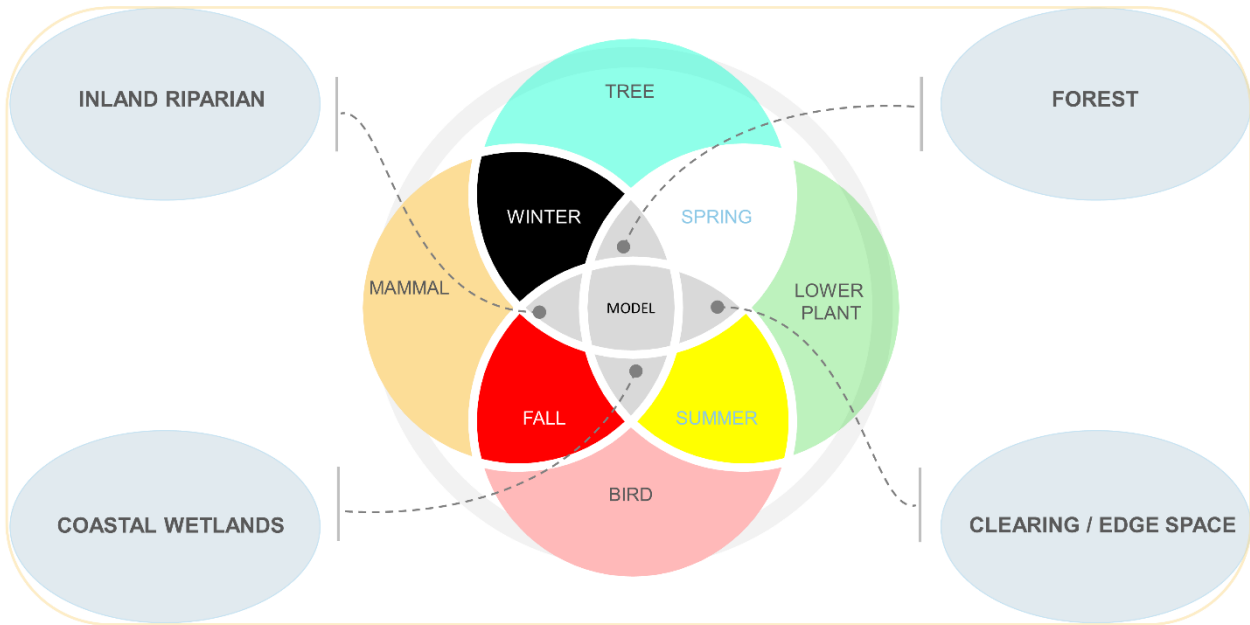 INLAND RIPARIAN
TREE
FOREST
WINTER
SPRING
MAMMAL
LOWER
PLANT
MODEL
FALL
SUMMER
BIRD
COASTAL WETLANDS
CLEARING / EDGE SPACE